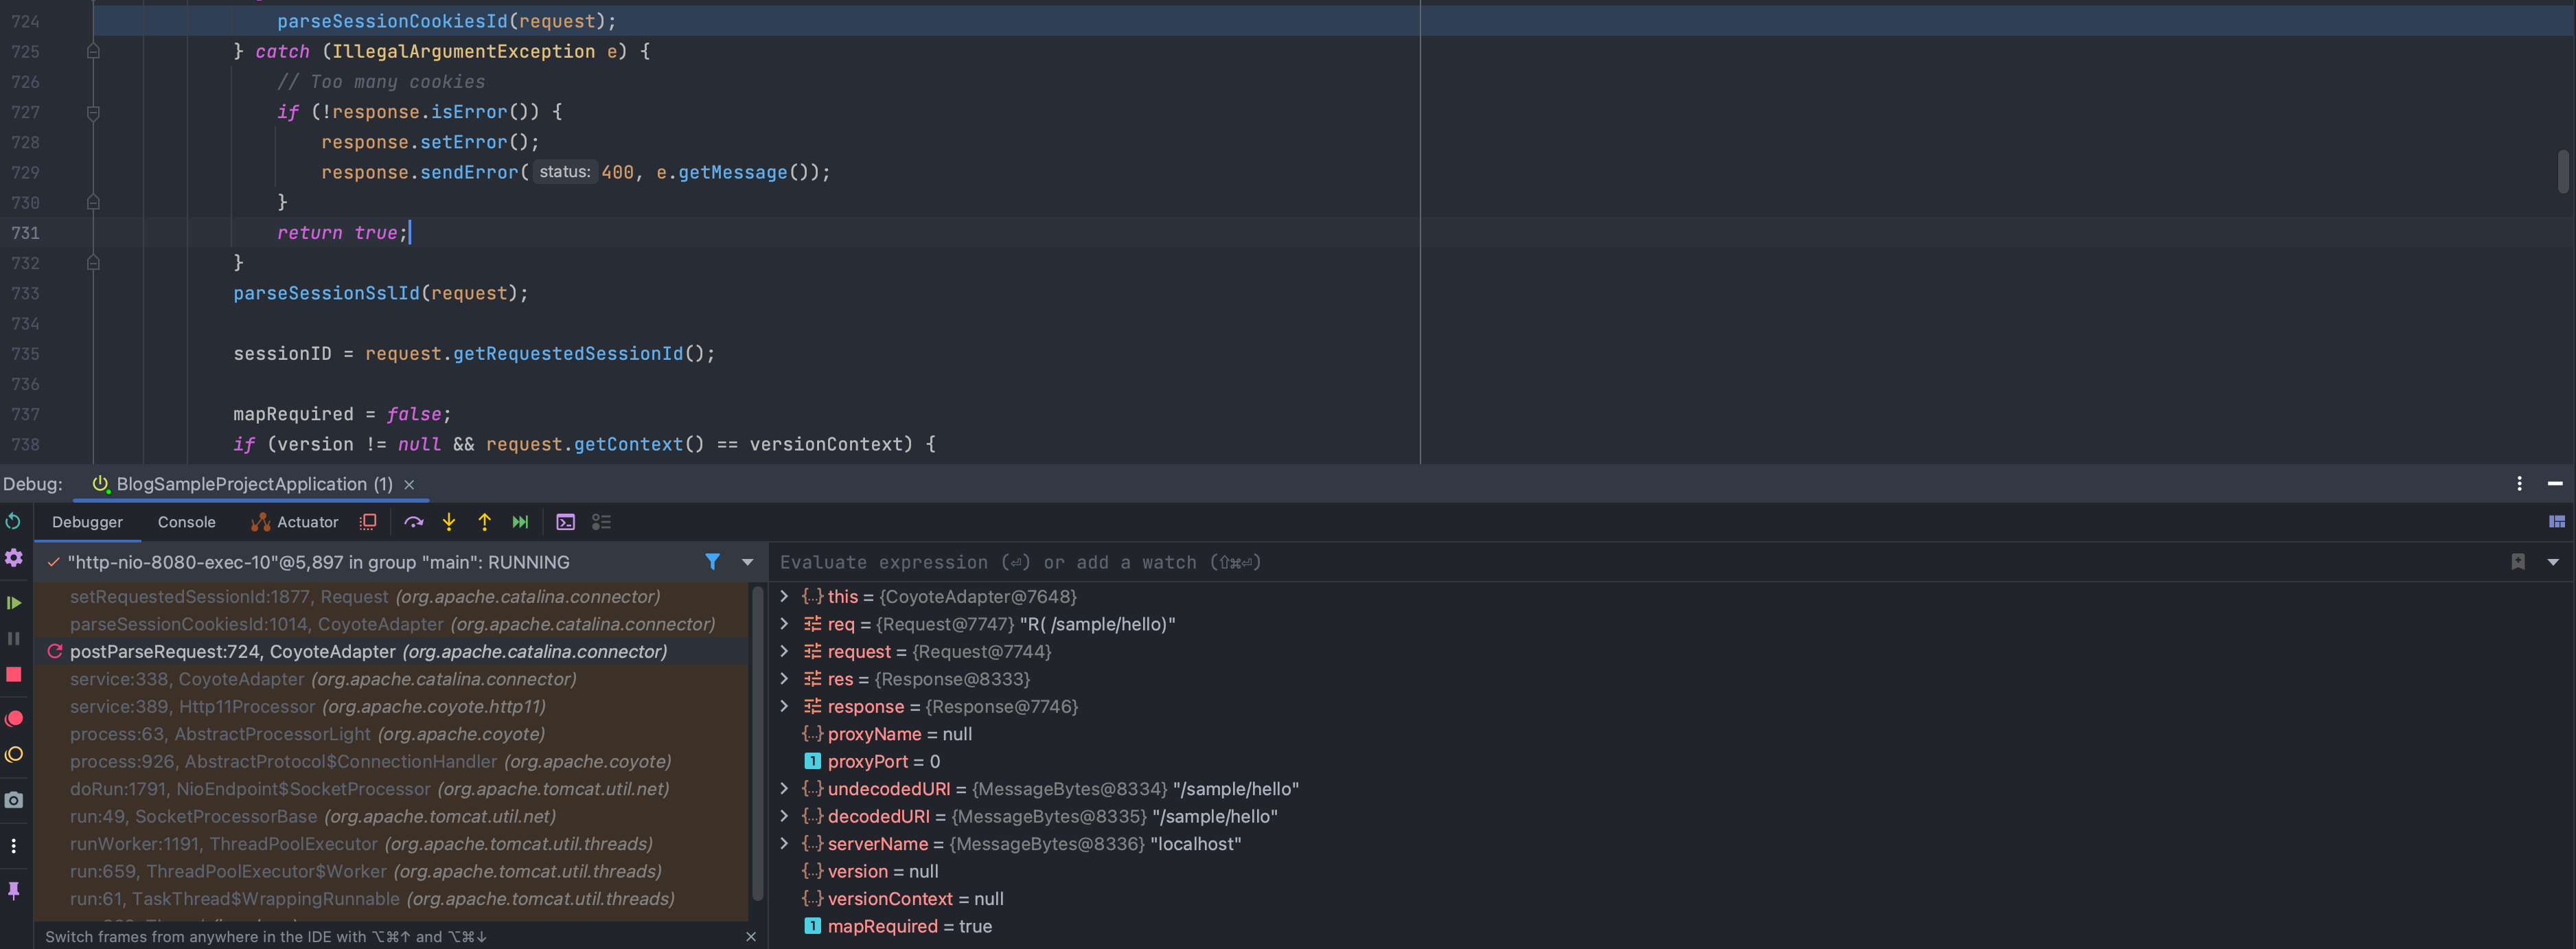 724 parseSessionCookiesId(request);
725 } catch (IllegalArgumentException e) {
726 // Too many cookies
727 if (!response.isError()) {
728 response.setError();
729 response.sendError( status: 400, e.getMessage());
730 }
731 return true;
732 }
733 parseSessionSslId(request);
734
735 sessionID = request.getRequestedSessionId();
736
737 mapRequired = false;
738 if (version != null && request.getContext() == versionContext) {
Debug: BlogSampleProjectApplication (1)
Debugger Console Actuator
"http-nio-8080-exec-10"@5,897 in group "main": RUNNING
setRequestedSessionId:1877, Request (org.apache.catalina.connector)
parseSessionCookiesId:1014, CoyoteAdapter (org.apache.catalina.connector)
postParseRequest:724, CoyoteAdapter (org.apache.catalina.connector)
service:338, CoyoteAdapter (org.apache.catalina.connector)
service:389, Http11Processor (org.apache.coyote.http11)
process:63, AbstractProcessorLight (org.apache.coyote)
process:926, AbstractProtocol$ConnectionHandler (org.apache.coyote)
doRun:1791, NioEndpoint$SocketProcessor (org.apache.tomcat.util.net)
run:49, SocketProcessorBase (org.apache.tomcat.util.net)
runWorker:1191, ThreadPoolExecutor (org.apache.tomcat.util.threads)
run:659, ThreadPoolExecutor$Worker (org.apache.tomcat.util.threads)
run:61, TaskThread$WrappingRunnable (org.apache.tomcat.util.threads)
Switch frames from anywhere in the IDE with ⌥⌘↑ and ⌥⌘↓
Evaluate expression (⏎) or add a watch (⇧⌘⏎)
this = {CoyoteAdapter@7648}
req = {Request@7747} "R( /sample/hello)"
request = {Request@7744}
res = {Response@8333}
response = {Response@7746}
proxyName = null
proxyPort = 0
undecodedURI = {MessageBytes@8334} "/sample/hello"
decodedURI = {MessageBytes@8335} "/sample/hello"
serverName = {MessageBytes@8336} "localhost"
version = null
versionContext = null
mapRequired = true